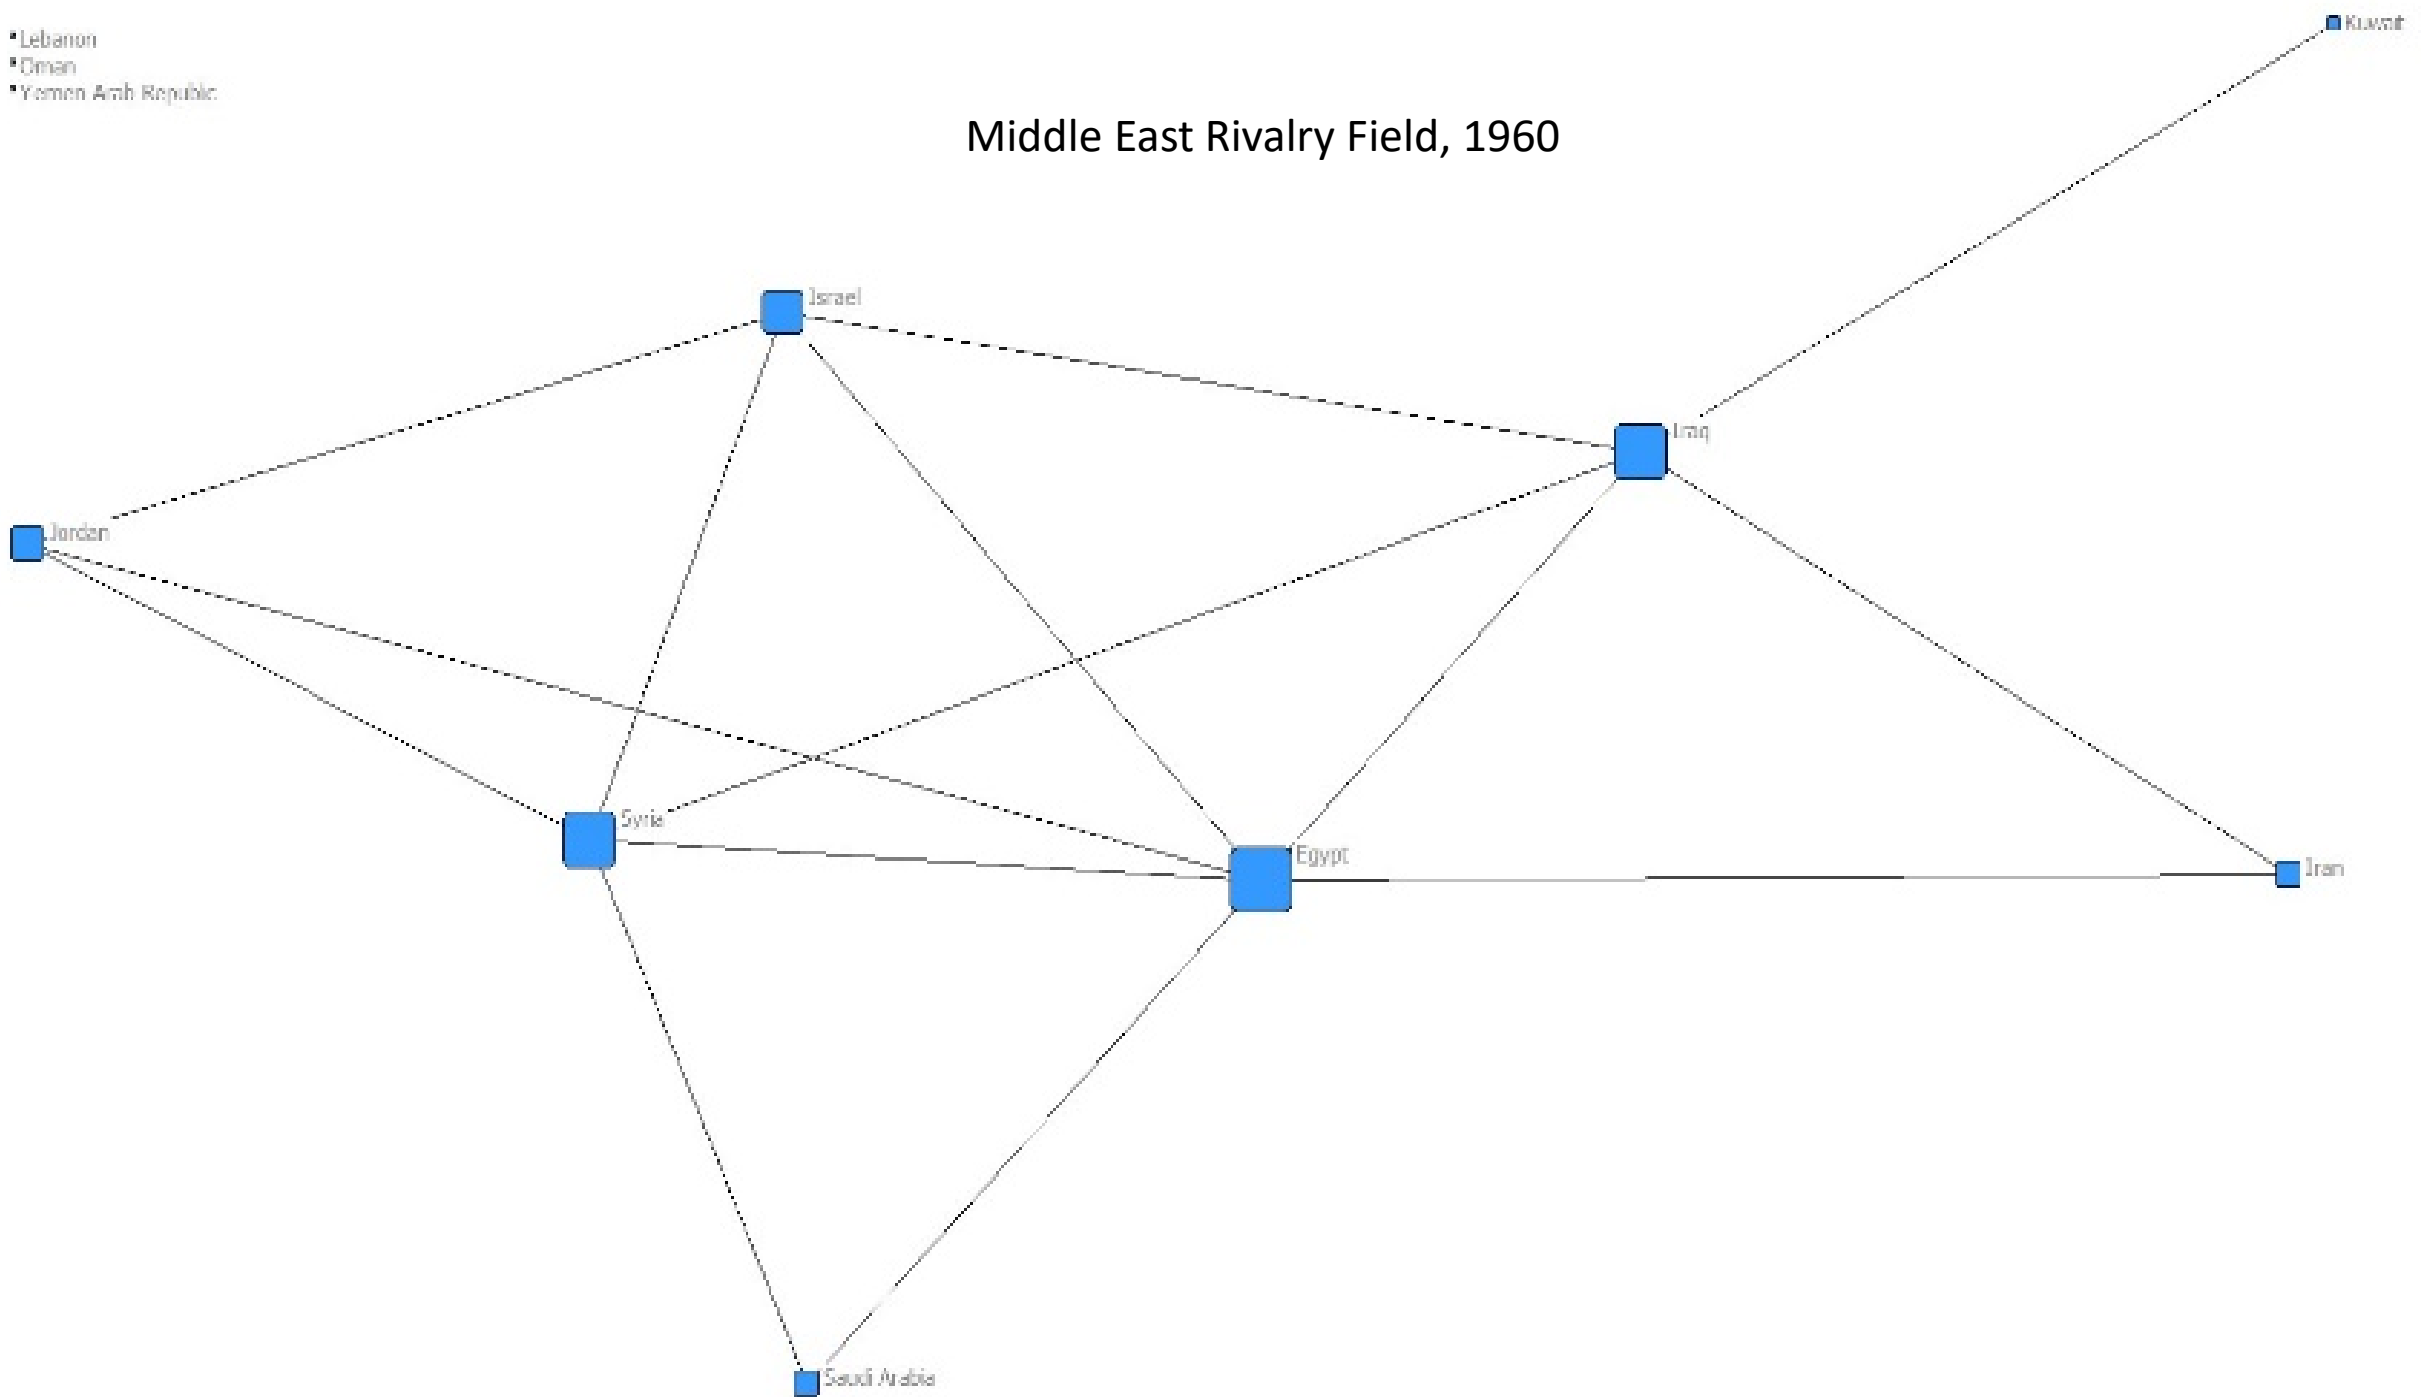 Lebanon
Oman
Yemen Arab Republic
Kuwait
Middle East Rivalry Field, 1960
Israel
Iraq
Jordan
Syria
Egypt
Iran
Saudi Arabia